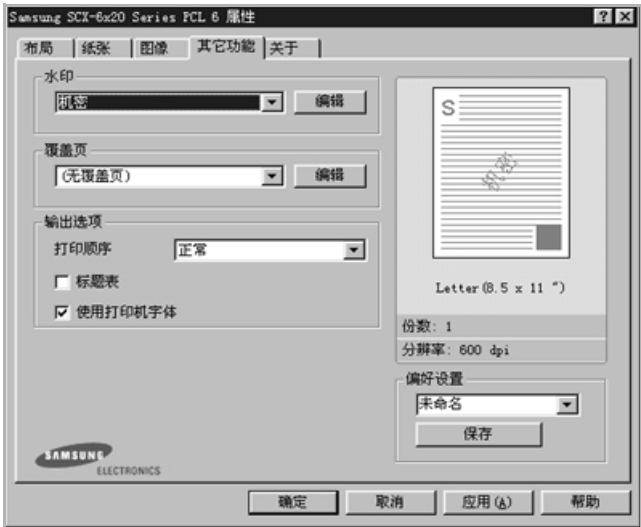 Samsung SCX-6x20 Series PCL 6 属性
布局 纸张 图像 其它功能 关于
水印
机密 编辑
覆盖页
(无覆盖页) 编辑
输出选项
打印顺序 正常
标题表
使用打印机字体
S
机密
Letter(8.5 x 11 ")
份数: 1
分辨率: 600 dpi
偏好设置
未命名
保存
SAMSUNG
ELECTRONICS
确定 取消 应用(A) 帮助